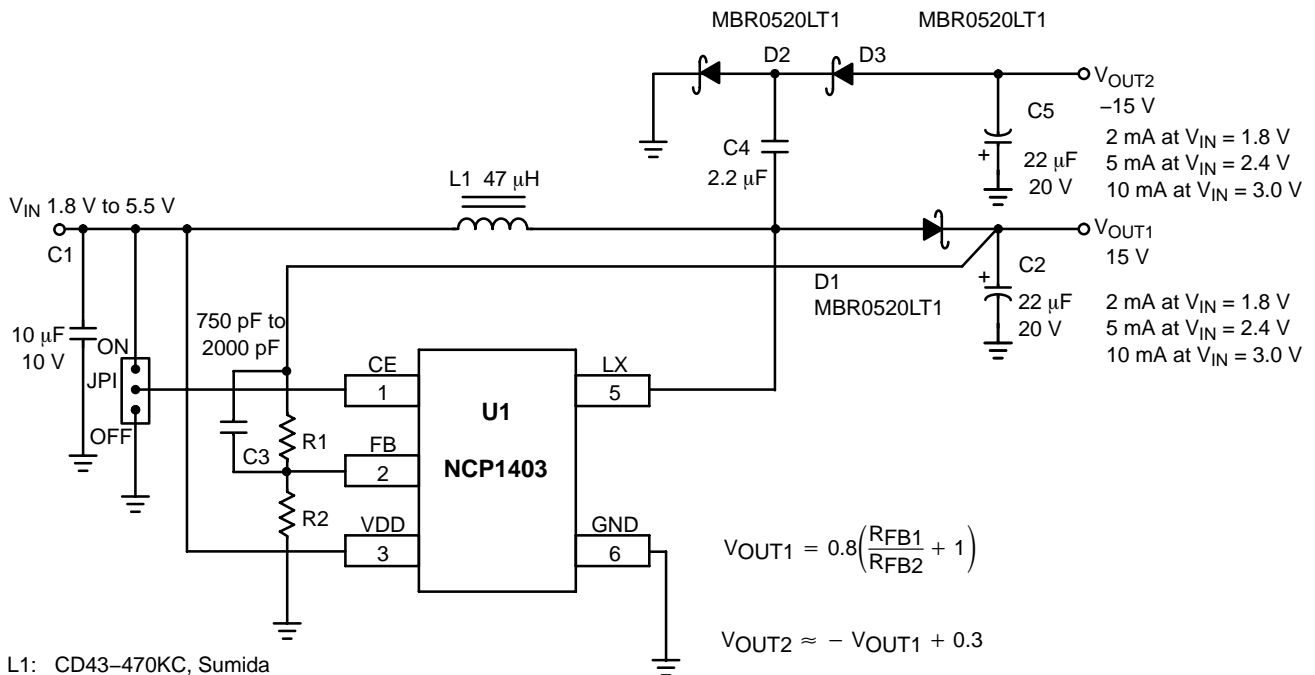 MBR0520LT1 MBR0520LT1
D2 D3
VOUT2
−15 V
C5
2 mA at VIN = 1.8 V
5 mA at VIN = 2.4 V
10 mA at VIN = 3.0 V
+
22 μF
20 V
C4
2.2 μF
L1 47 μH
VIN 1.8 V to 5.5 V
C1
VOUT1
15 V
D1
MBR0520LT1
C2
+
22 μF
20 V
2 mA at VIN = 1.8 V
5 mA at VIN = 2.4 V
10 mA at VIN = 3.0 V
750 pF to
2000 pF
10 μF
10 V
ON
JPI
OFF
CE
1
LX
5
U1
NCP1403
R1
C3
FB
2
R2
VDD
3
GND
6
VOUT1 = 0.8(RFB1/RFB2 + 1)
VOUT2 ≈ − VOUT1 + 0.3
L1: CD43−470KC, Sumida